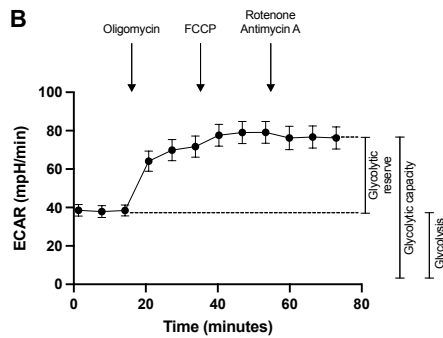 B
Oligomycin
FCCP
Rotenone
Antimycin A
ECAR (mpH/min)
100
80
60
40
20
0
0
20
40
60
80
Time (minutes)
Glycolytic
reserve
Glycolytic capacity
Glycolysis